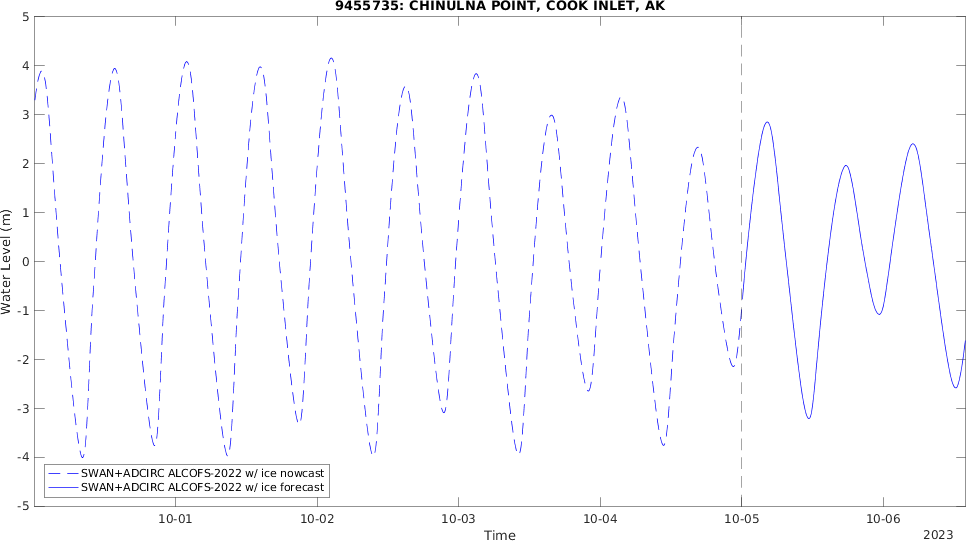 9455735: CHINULNA POINT, COOK INLET, AK
5
4
3
2
1
0
-1
-2
-3
-4
-5
Water Level (m)
SWAN+ADCIRC ALCOFS-2022 w/ ice nowcast
SWAN+ADCIRC ALCOFS-2022 w/ ice forecast
10-01 10-02 10-03 10-04 10-05 10-06
Time
2023